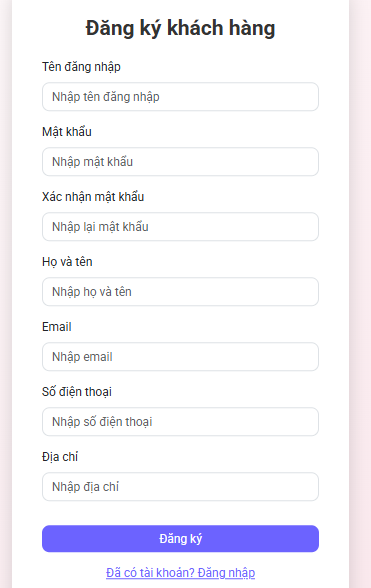 Đăng ký khách hàng
Tên đăng nhập
Nhập tên đăng nhập
Mật khẩu
Nhập mật khẩu
Xác nhận mật khẩu
Nhập lại mật khẩu
Họ và tên
Nhập họ và tên
Email
Nhập email
Số điện thoại
Nhập số điện thoại
Địa chỉ
Nhập địa chỉ
Đăng ký
Đã có tài khoản? Đăng nhập